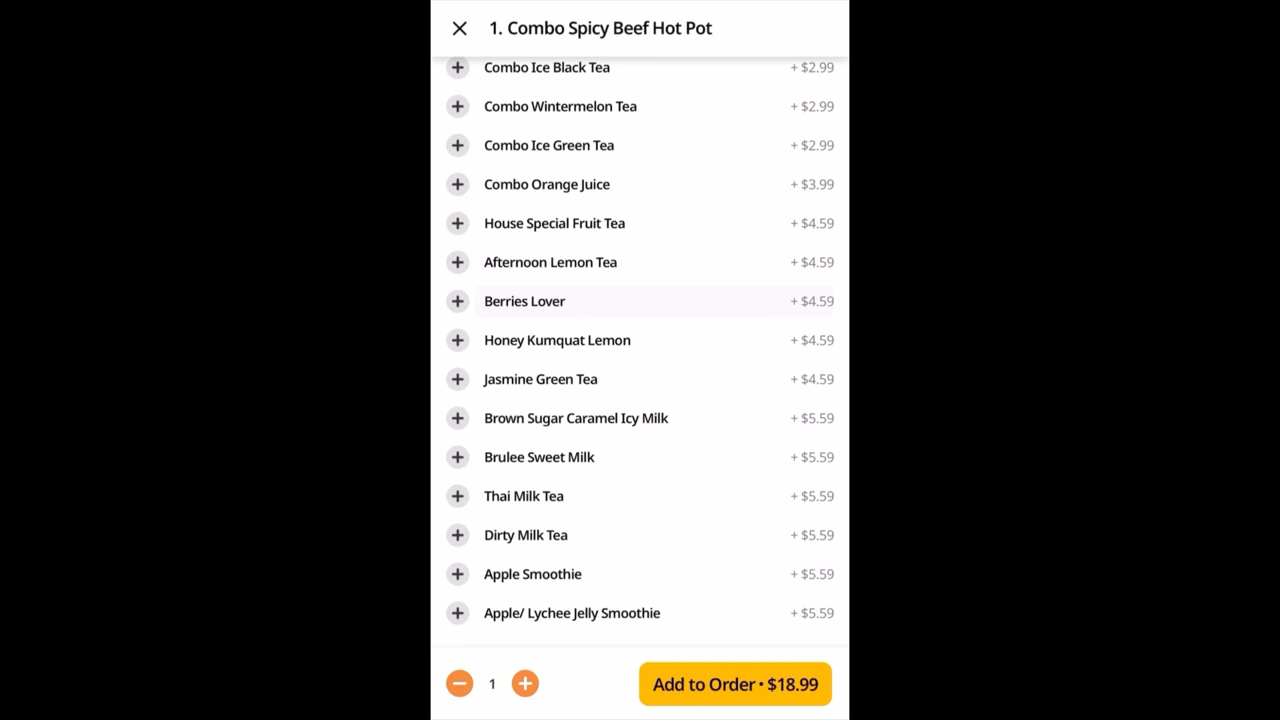 1. Combo Spicy Beef Hot Pot
Combo Ice Black Tea + $2.99
Combo Wintermelon Tea + $2.99
Combo Ice Green Tea + $2.99
Combo Orange Juice + $3.99
House Special Fruit Tea + $4.59
Afternoon Lemon Tea + $4.59
Berries Lover + $4.59
Honey Kumquat Lemon + $4.59
Jasmine Green Tea + $4.59
Brown Sugar Caramel Icy Milk + $5.59
Brulee Sweet Milk + $5.59
Thai Milk Tea + $5.59
Dirty Milk Tea + $5.59
Apple Smoothie + $5.59
Apple/ Lychee Jelly Smoothie + $5.59
1 Add to Order • $18.99